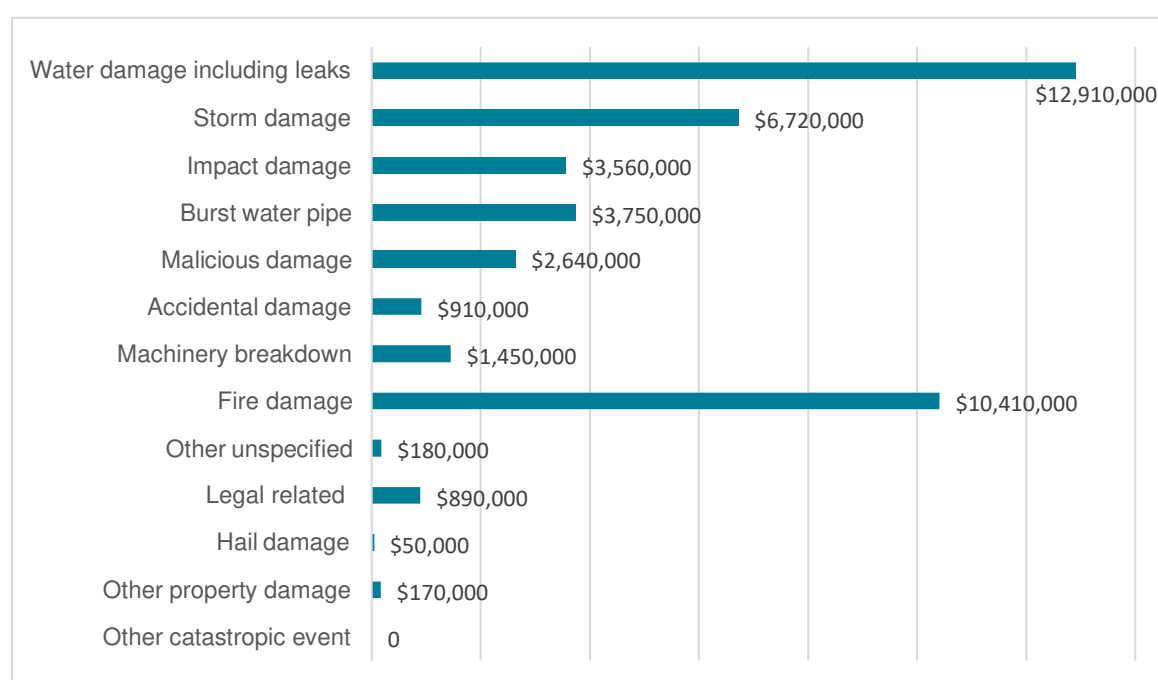 Water damage including leaks
$12,910,000
Storm damage
$6,720,000
Impact damage
$3,560,000
Burst water pipe
$3,750,000
Malicious damage
$2,640,000
Accidental damage
$910,000
Machinery breakdown
$1,450,000
Fire damage
$10,410,000
Other unspecified
$180,000
Legal related
$890,000
Hail damage
$50,000
Other property damage
$170,000
Other catastropic event
0